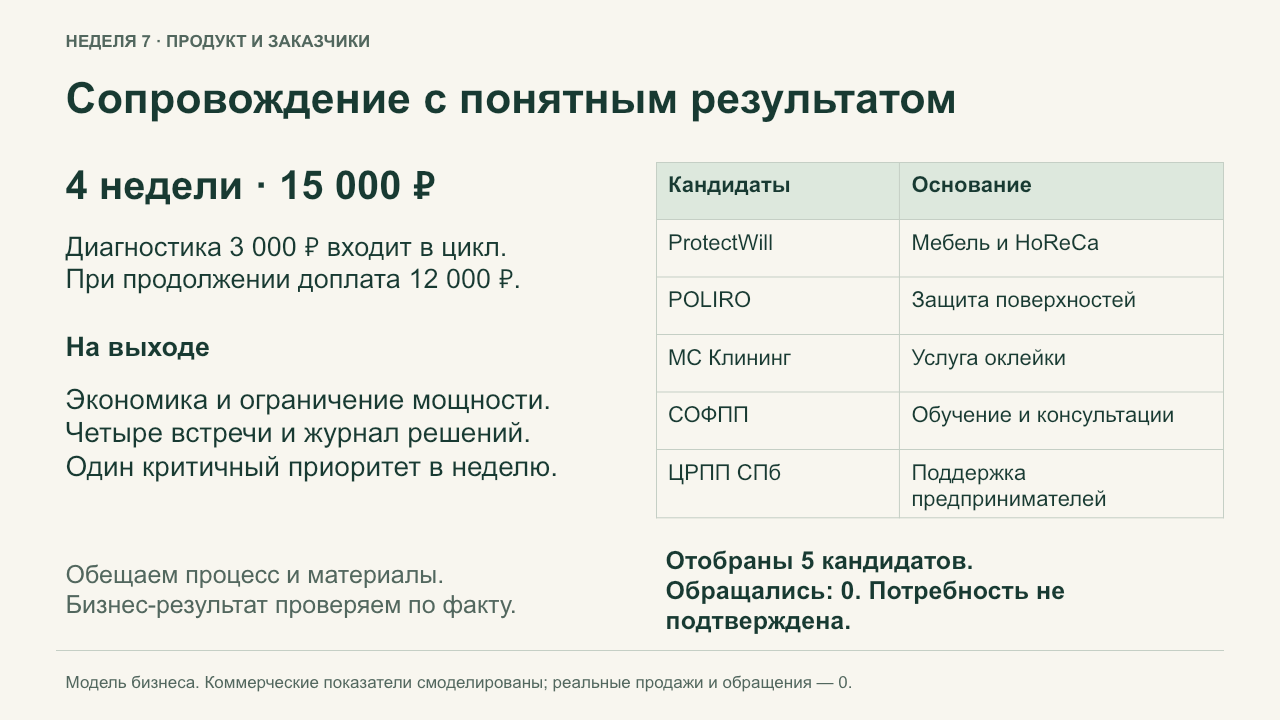 НЕДЕЛЯ 7 · ПРОДУКТ И ЗАКАЗЧИКИ
Сопровождение с понятным результатом
4 недели · 15 000 ₽
Диагностика 3 000 ₽ входит в цикл.
При продолжении доплата 12 000 ₽.
На выходе
Экономика и ограничение мощности.
Четыре встречи и журнал решений.
Один критичный приоритет в неделю.
Обещаем процесс и материалы.
Бизнес-результат проверяем по факту.
Кандидаты Основание
ProtectWill Мебель и HoReCa
POLIRO Защита поверхностей
МС Клининг Услуга оклейки
СОФПП Обучение и консультации
ЦРПП СПб Поддержка
предпринимателей
Отобраны 5 кандидатов.
Обращались: 0. Потребность не
подтверждена.
Модель бизнеса. Коммерческие показатели смоделированы; реальные продажи и обращения — 0.